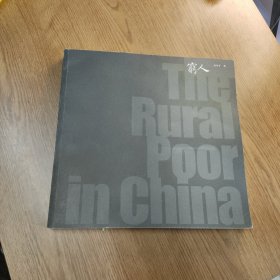 The
窮人
Rural
Poor
in China